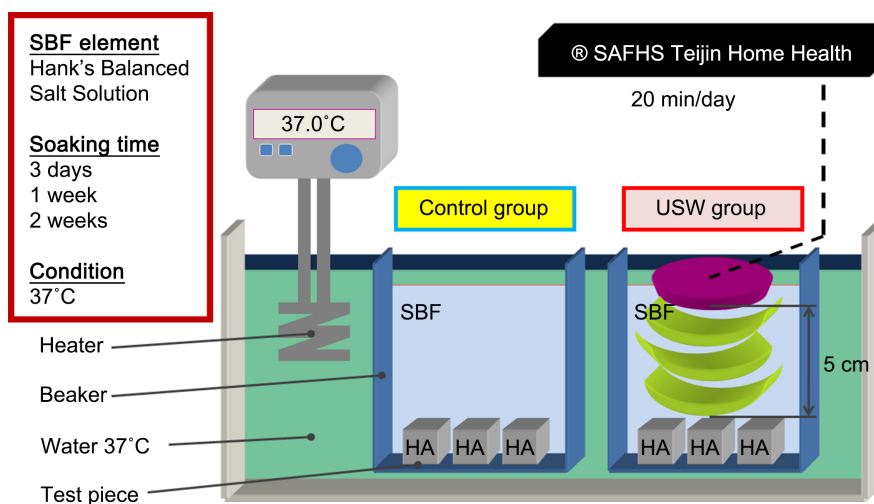 SBF element
Hank's Balanced
Salt Solution
Soaking time
3 days
1 week
2 weeks
Condition
37˚C
® SAFHS Teijin Home Health
20 min/day
37.0˚C
Control group
USW group
SBF
SBF
5 cm
Heater
Beaker
Water 37˚C
Test piece
HA
HA
HA
HA
HA
HA